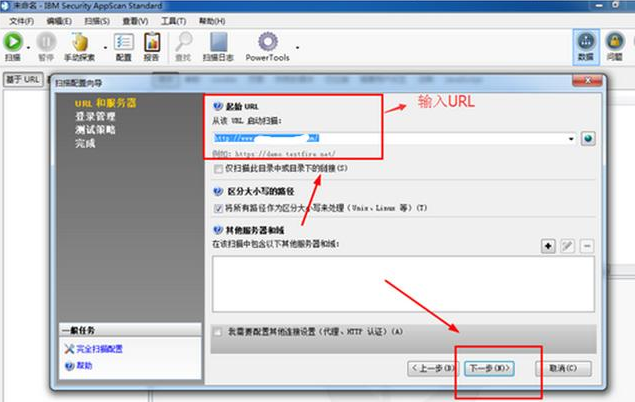 未命名 - IBM Security AppScan Standard
文件(F) 编辑(E) 扫描(S) 查看(V) 工具(T) 帮助(H)
扫描 暂停 手动探索 配置 报告 查找 扫描日志 PowerTools 数据 问题
基于 URL
扫描配置向导
URL 和服务器
登录管理
测试策略
完成
起始 URL
输入URL
从该 URL 启动扫描:
http://www.
例如: https://demo.testfire.net/
仅扫描此目录中或目录下的链接(S)
区分大小写的路径
将所有路径作为区分大小写来处理(Unix、Linux 等)(T)
其他服务器和域
在该扫描中包含以下其他服务器和域:
我需要配置其他连接设置(代理、HTTP 认证)(A)
一般任务
完全扫描配置
帮助
<上一步(B) 下一步(N)> 取消(C)